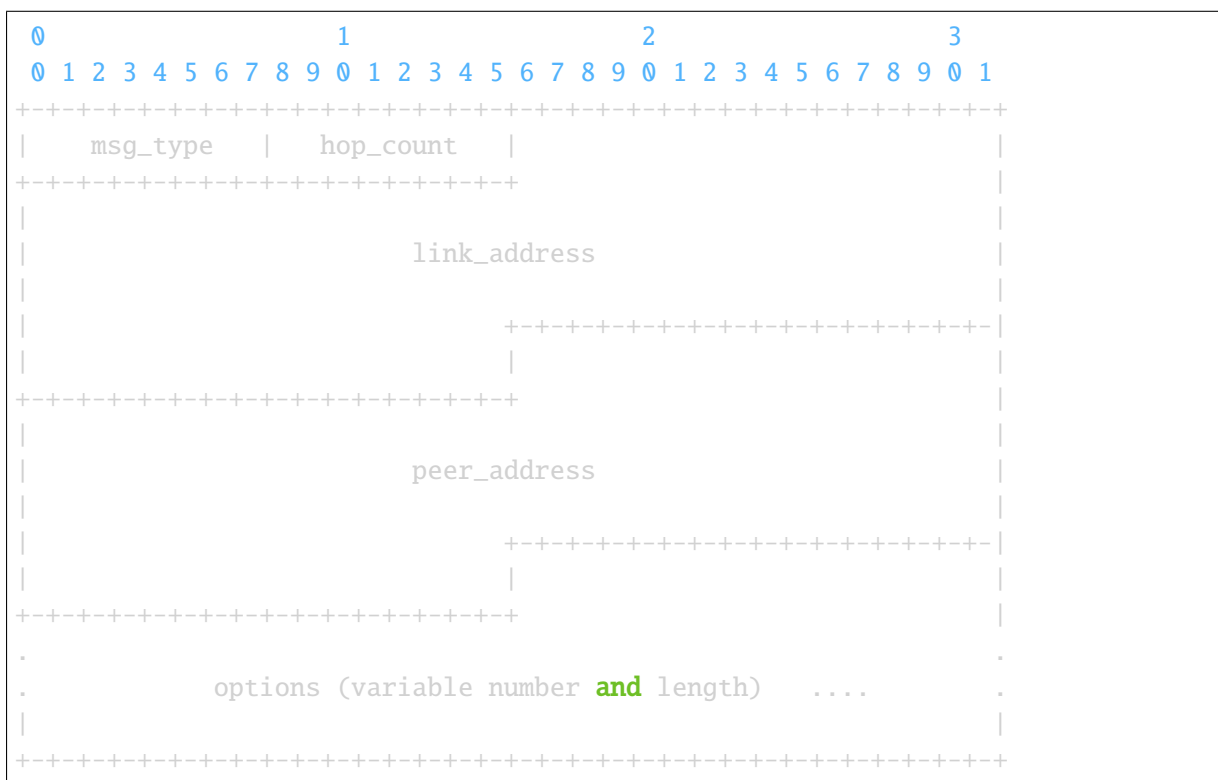 0                   1                   2                   3
 0 1 2 3 4 5 6 7 8 9 0 1 2 3 4 5 6 7 8 9 0 1 2 3 4 5 6 7 8 9 0 1
+-+-+-+-+-+-+-+-+-+-+-+-+-+-+-+-+-+-+-+-+-+-+-+-+-+-+-+-+-+-+-+-+
|    msg_type   |   hop_count   |                               |
+-+-+-+-+-+-+-+-+-+-+-+-+-+-+-+-+                               |
|                                                               |
|                         link_address                          |
|                                                               |
|                               +-+-+-+-+-+-+-+-+-+-+-+-+-+-+-+-|
|                               |                               |
+-+-+-+-+-+-+-+-+-+-+-+-+-+-+-+-+                               |
|                                                               |
|                         peer_address                          |
|                                                               |
|                               +-+-+-+-+-+-+-+-+-+-+-+-+-+-+-+-|
|                               |                               |
+-+-+-+-+-+-+-+-+-+-+-+-+-+-+-+-+                               |
.                                                               .
.            options (variable number and length)   ....        .
|                                                               |
+-+-+-+-+-+-+-+-+-+-+-+-+-+-+-+-+-+-+-+-+-+-+-+-+-+-+-+-+-+-+-+-+